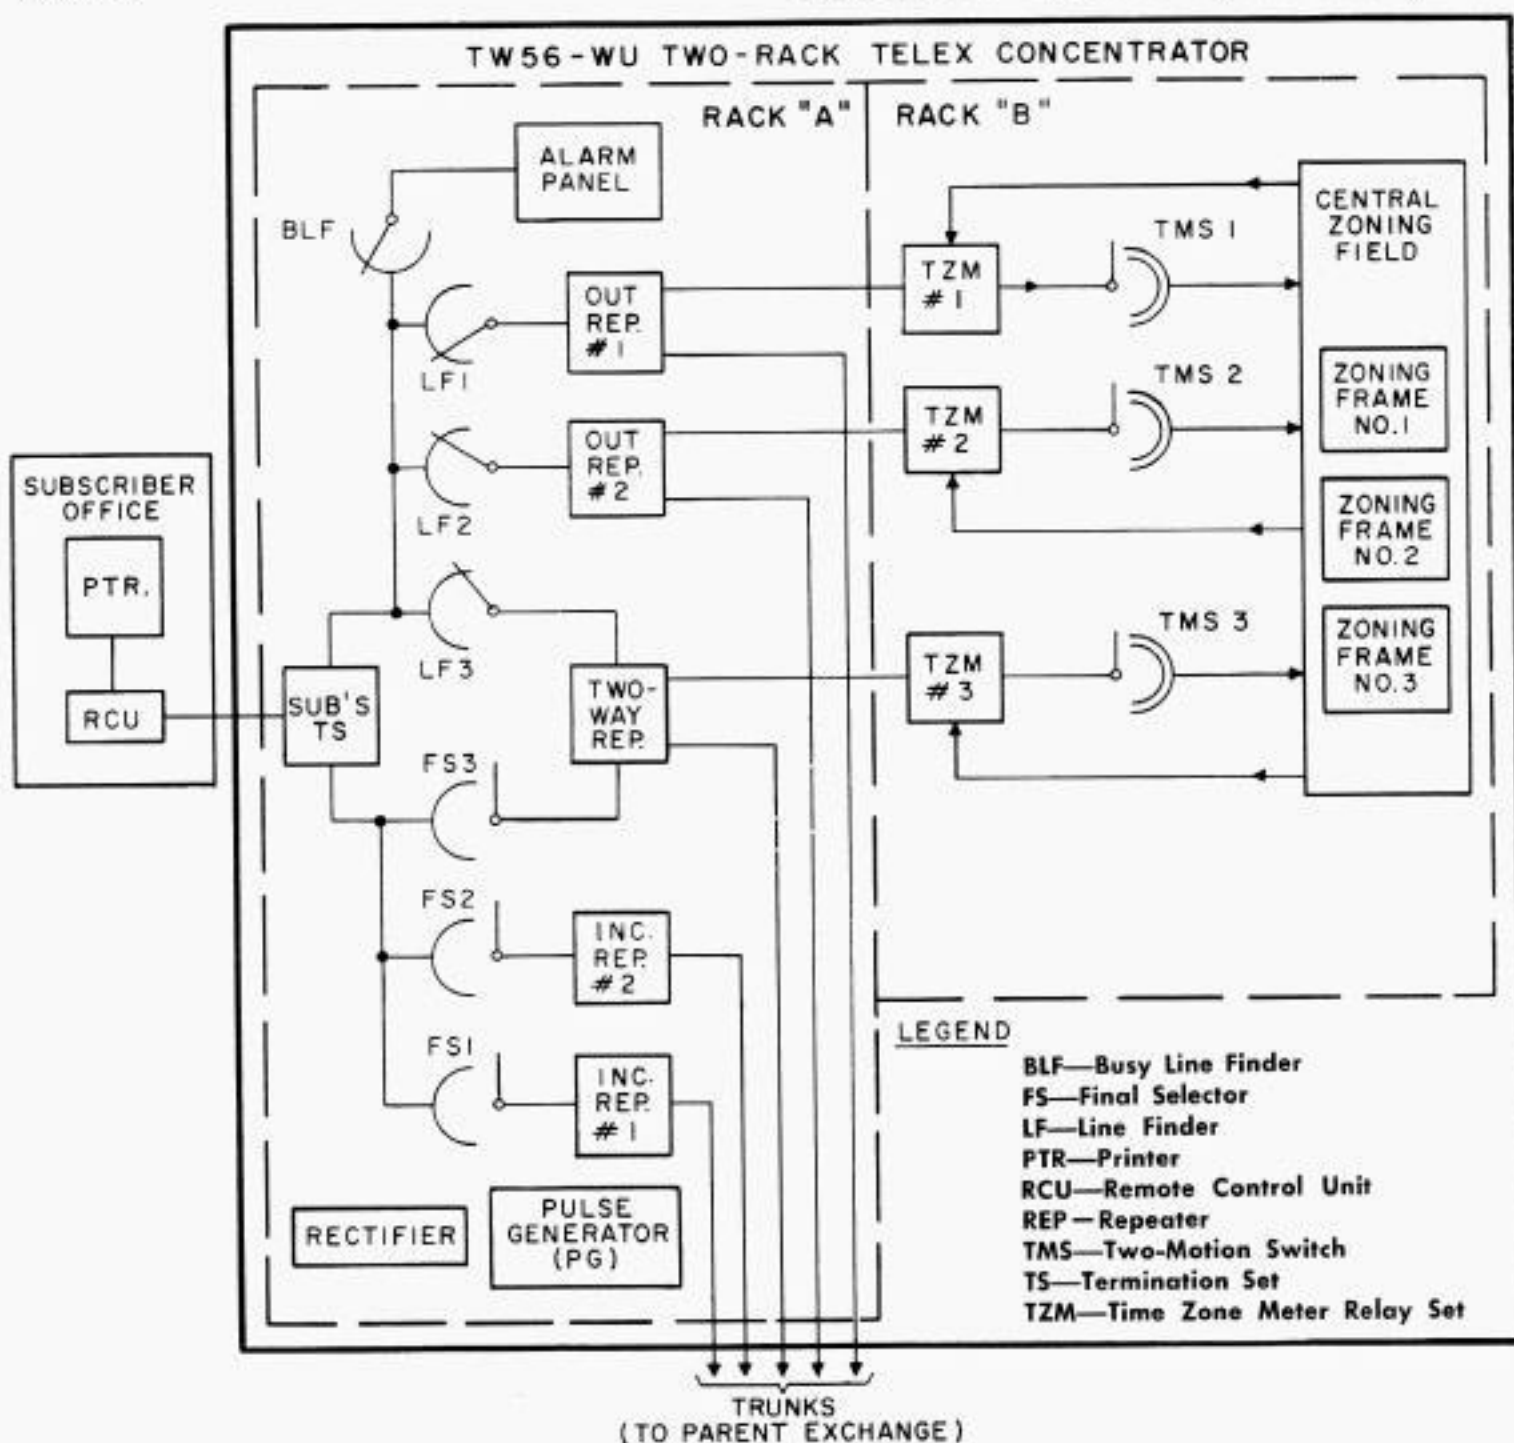 TW56-WU TWO-RACK TELEX CONCENTRATOR
RACK "A"
RACK "B"
ALARM
PANEL
BLF
CENTRAL
ZONING
FIELD
TMS 1
TZM
#1
OUT
REP.
#1
LF1
TMS 2
ZONING
FRAME
NO.1
TZM
#2
OUT
REP.
#2
LF2
SUBSCRIBER
OFFICE
PTR.
RCU
ZONING
FRAME
NO.2
ZONING
FRAME
NO.3
TMS 3
TZM
#3
LF3
SUB'S
TS
TWO-
WAY
REP.
FS3
FS2
INC.
REP.
#2
FS1
INC.
REP.
#1
RECTIFIER
PULSE
GENERATOR
(PG)
LEGEND
BLF—Busy Line Finder
FS—Final Selector
LF—Line Finder
PTR—Printer
RCU—Remote Control Unit
REP—Repeater
TMS—Two-Motion Switch
TS—Termination Set
TZM—Time Zone Meter Relay Set
TRUNKS
(TO PARENT EXCHANGE)